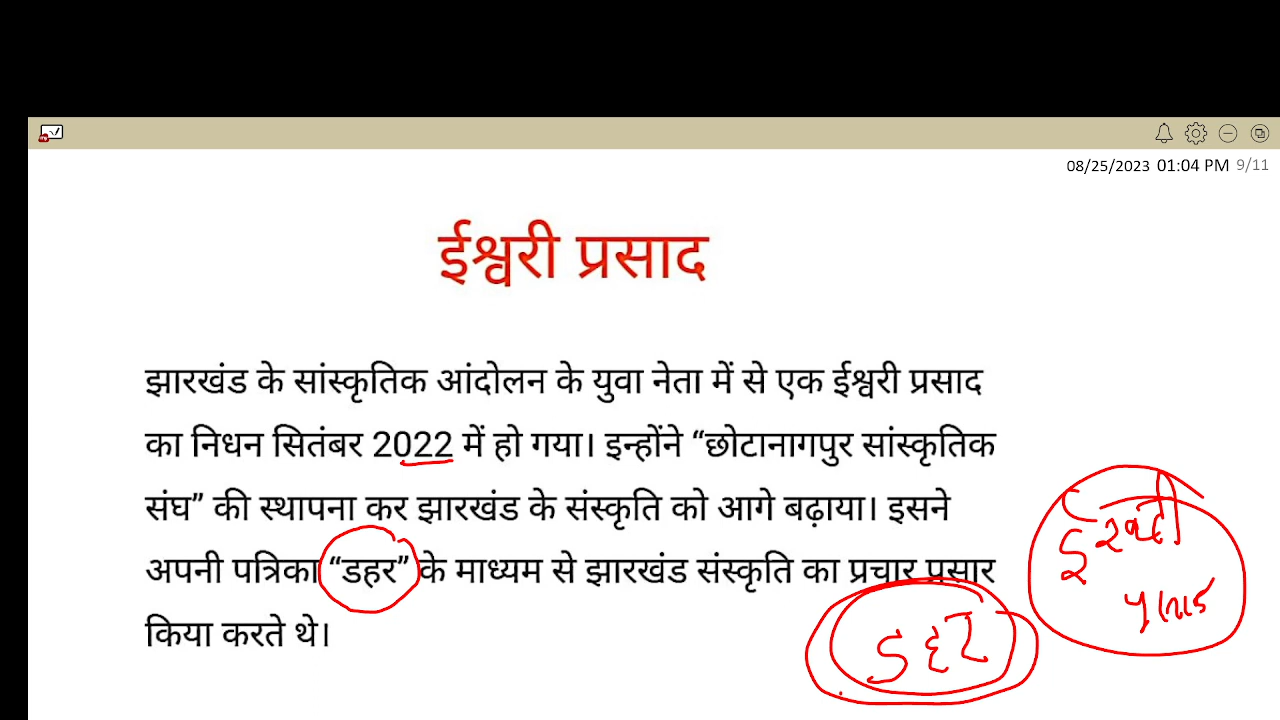 08/25/2023 01:04 PM 9/11
ईश्वरी प्रसाद
झारखंड के सांस्कृतिक आंदोलन के युवा नेता में से एक ईश्वरी प्रसाद
का निधन सितंबर 2022 में हो गया। इन्होंने “छोटानागपुर सांस्कृतिक
संघ” की स्थापना कर झारखंड के संस्कृति को आगे बढ़ाया। इसने
अपनी पत्रिका “डहर” के माध्यम से झारखंड संस्कृति का प्रचार प्रसार
किया करते थे।
डहर